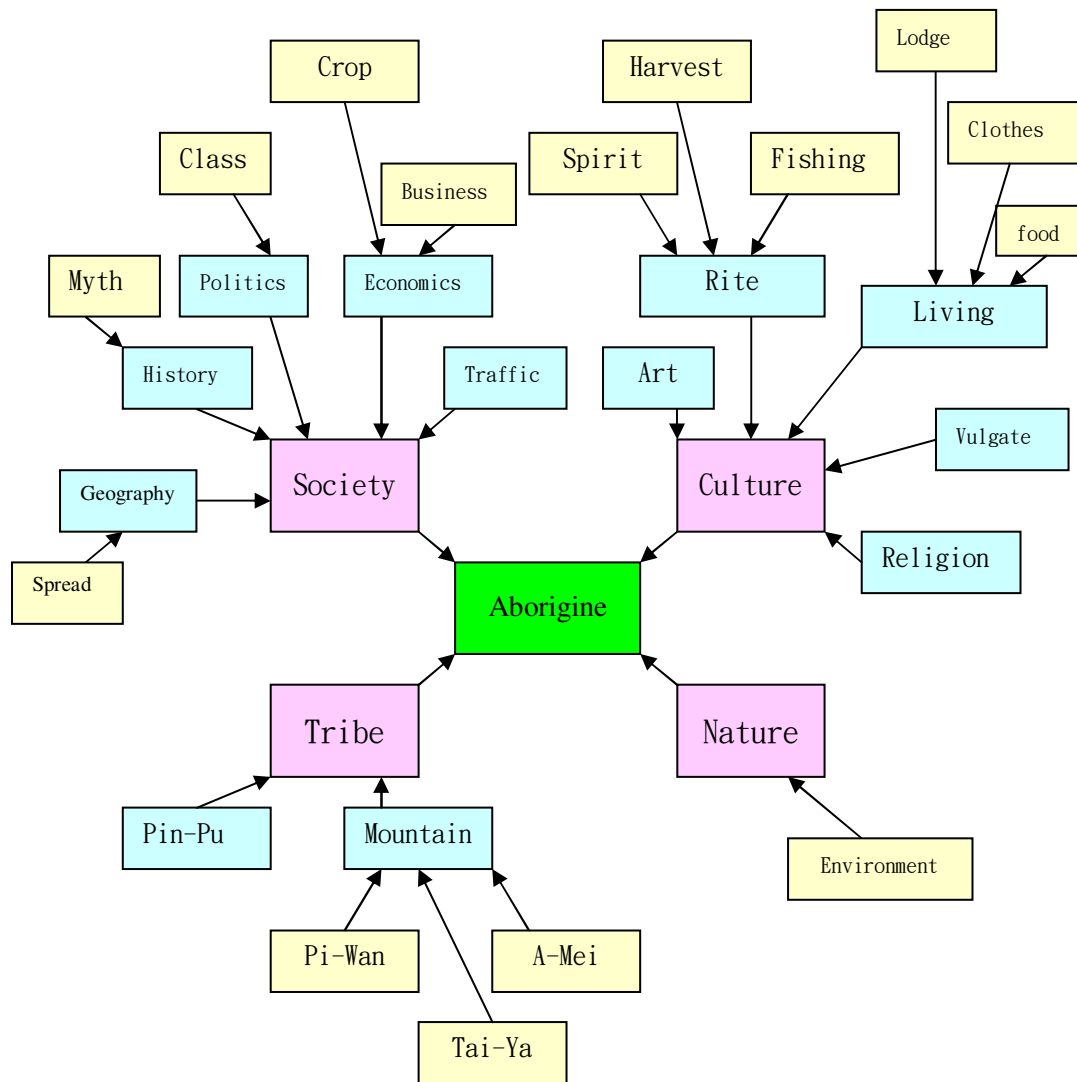 Lodge
Crop
Harvest
Clothes
Class
Spirit
Fishing
Business
food
Myth
Politics
Economics
Rite
Living
History
Traffic
Art
Vulgate
Geography
Society
Culture
Religion
Spread
Aborigine
Tribe
Nature
Pin-Pu
Mountain
Environment
Pi-Wan
A-Mei
Tai-Ya